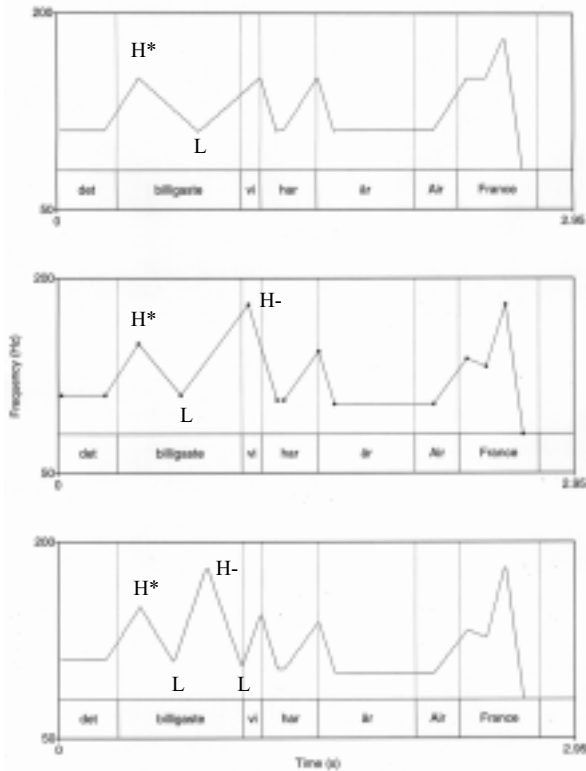 200
H*
L
det billigaste vi har är Air France
50
0 2.95
200
H-
H*
L
Frequency (Hz)
det billigaste vi har är Air France
50
0 2.95
200
H-
H*
L L
det billigaste vi har är Air France
50
0 2.95
Time (s)